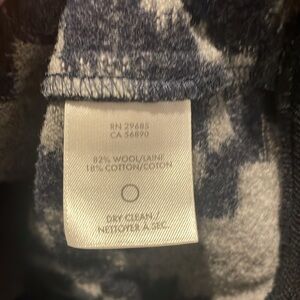 RN 29685
CA 56890
82% WOOL/LAINE
18% COTTON/COTON
DRY CLEAN /
NETTOYER À SEC.